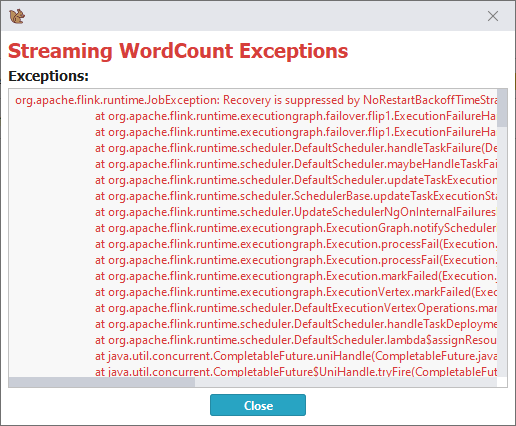 Streaming WordCount Exceptions
Exceptions:
org.apache.flink.runtime.JobException: Recovery is suppressed by NoRestartBackoffTimeStra
at org.apache.flink.runtime.executiongraph.failover.flip1.ExecutionFailureHa
at org.apache.flink.runtime.executiongraph.failover.flip1.ExecutionFailureHa
at org.apache.flink.runtime.scheduler.DefaultScheduler.handleTaskFailure(De
at org.apache.flink.runtime.scheduler.DefaultScheduler.maybeHandleTaskFai
at org.apache.flink.runtime.scheduler.DefaultScheduler.updateTaskExecution
at org.apache.flink.runtime.scheduler.SchedulerBase.updateTaskExecutionSta
at org.apache.flink.runtime.scheduler.UpdateSchedulerNgOnInternalFailures
at org.apache.flink.runtime.executiongraph.ExecutionGraph.notifyScheduler
at org.apache.flink.runtime.executiongraph.Execution.processFail(Execution.
at org.apache.flink.runtime.executiongraph.Execution.processFail(Execution.
at org.apache.flink.runtime.executiongraph.Execution.markFailed(Execution.j
at org.apache.flink.runtime.executiongraph.ExecutionVertex.markFailed(Exec
at org.apache.flink.runtime.scheduler.DefaultExecutionVertexOperations.mar
at org.apache.flink.runtime.scheduler.DefaultScheduler.handleTaskDeployme
at org.apache.flink.runtime.scheduler.DefaultScheduler.lambda$assignResou
at java.util.concurrent.CompletableFuture.uniHandle(CompletableFuture.java
at java.util.concurrent.CompletableFuture$UniHandle.tryFire(CompletableFut
Close